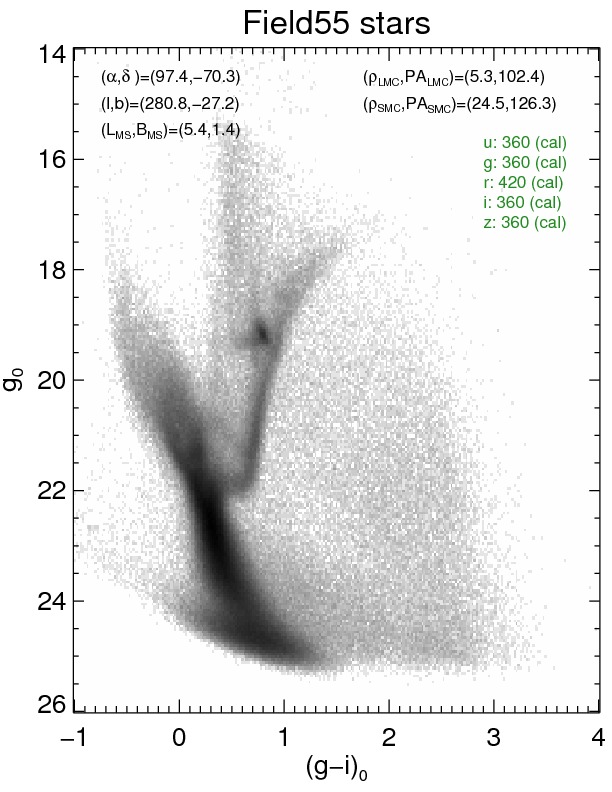 Field55 stars
(α,δ )=(97.4,−70.3)
(ρLMC,PALMC)=(5.3,102.4)
(l,b)=(280.8,−27.2)
(ρSMC,PASMC)=(24.5,126.3)
(LMS,BMS)=(5.4,1.4)
u: 360 (cal)
g: 360 (cal)
r: 420 (cal)
i: 360 (cal)
z: 360 (cal)
14
16
18
20
22
24
26
g0
−1 0 1 2 3 4
(g−i)0